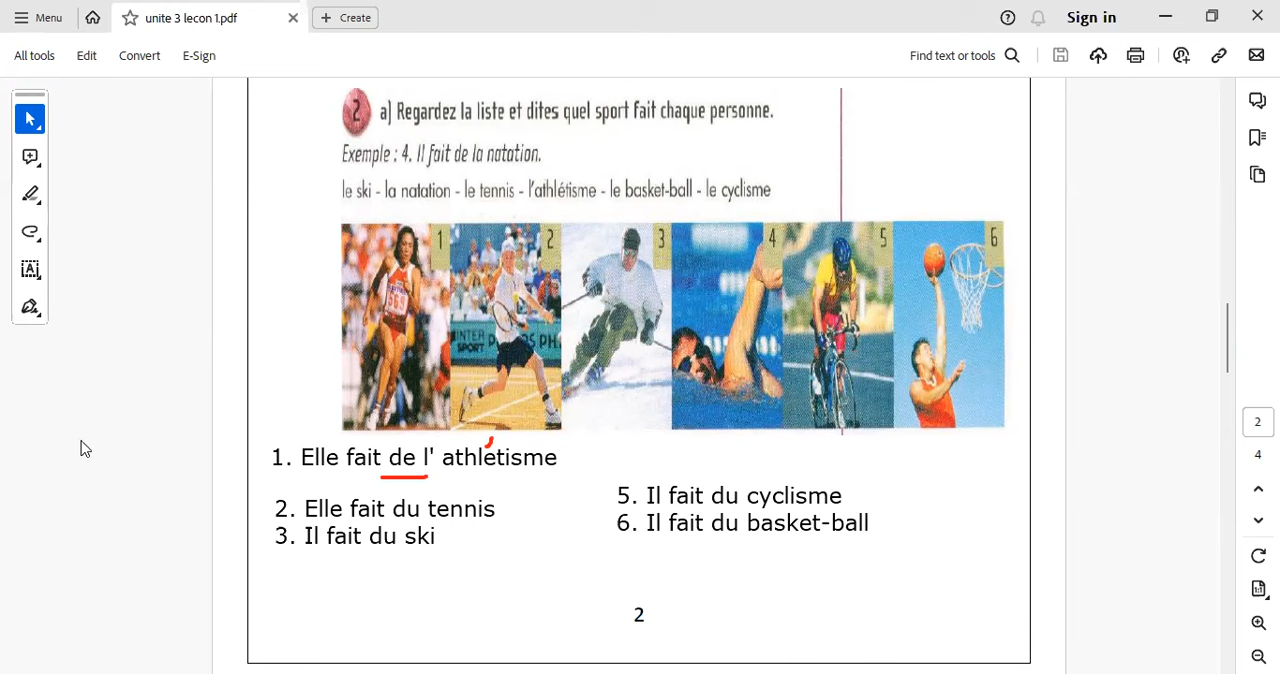 Menu unite 3 lecon 1.pdf + Create Sign in
All tools Edit Convert E-Sign Find text or tools
2 a) Regardez la liste et dites quel sport fait chaque personne.
Exemple : 4. Il fait de la natation.
le ski - la natation - le tennis - l'athlétisme - le basket-ball - le cyclisme
1 2 3 4 5 6
569
INTER SPORT
1. Elle fait de l' athlétisme
2. Elle fait du tennis
3. Il fait du ski
5. Il fait du cyclisme
6. Il fait du basket-ball
2
2
4